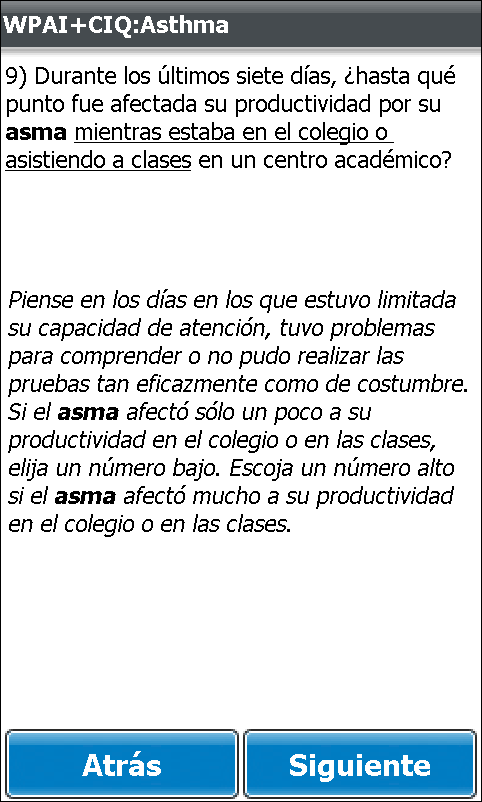 WPAI+CIQ:Asthma
9) Durante los últimos siete días, ¿hasta qué
punto fue afectada su productividad por su
asma mientras estaba en el colegio o
asistiendo a clases en un centro académico?
Piense en los días en los que estuvo limitada
su capacidad de atención, tuvo problemas
para comprender o no pudo realizar las
pruebas tan eficazmente como de costumbre.
Si el asma afectó sólo un poco a su
productividad en el colegio o en las clases,
elija un número bajo. Escoja un número alto
si el asma afectó mucho a su productividad
en el colegio o en las clases.
Atrás
Siguiente